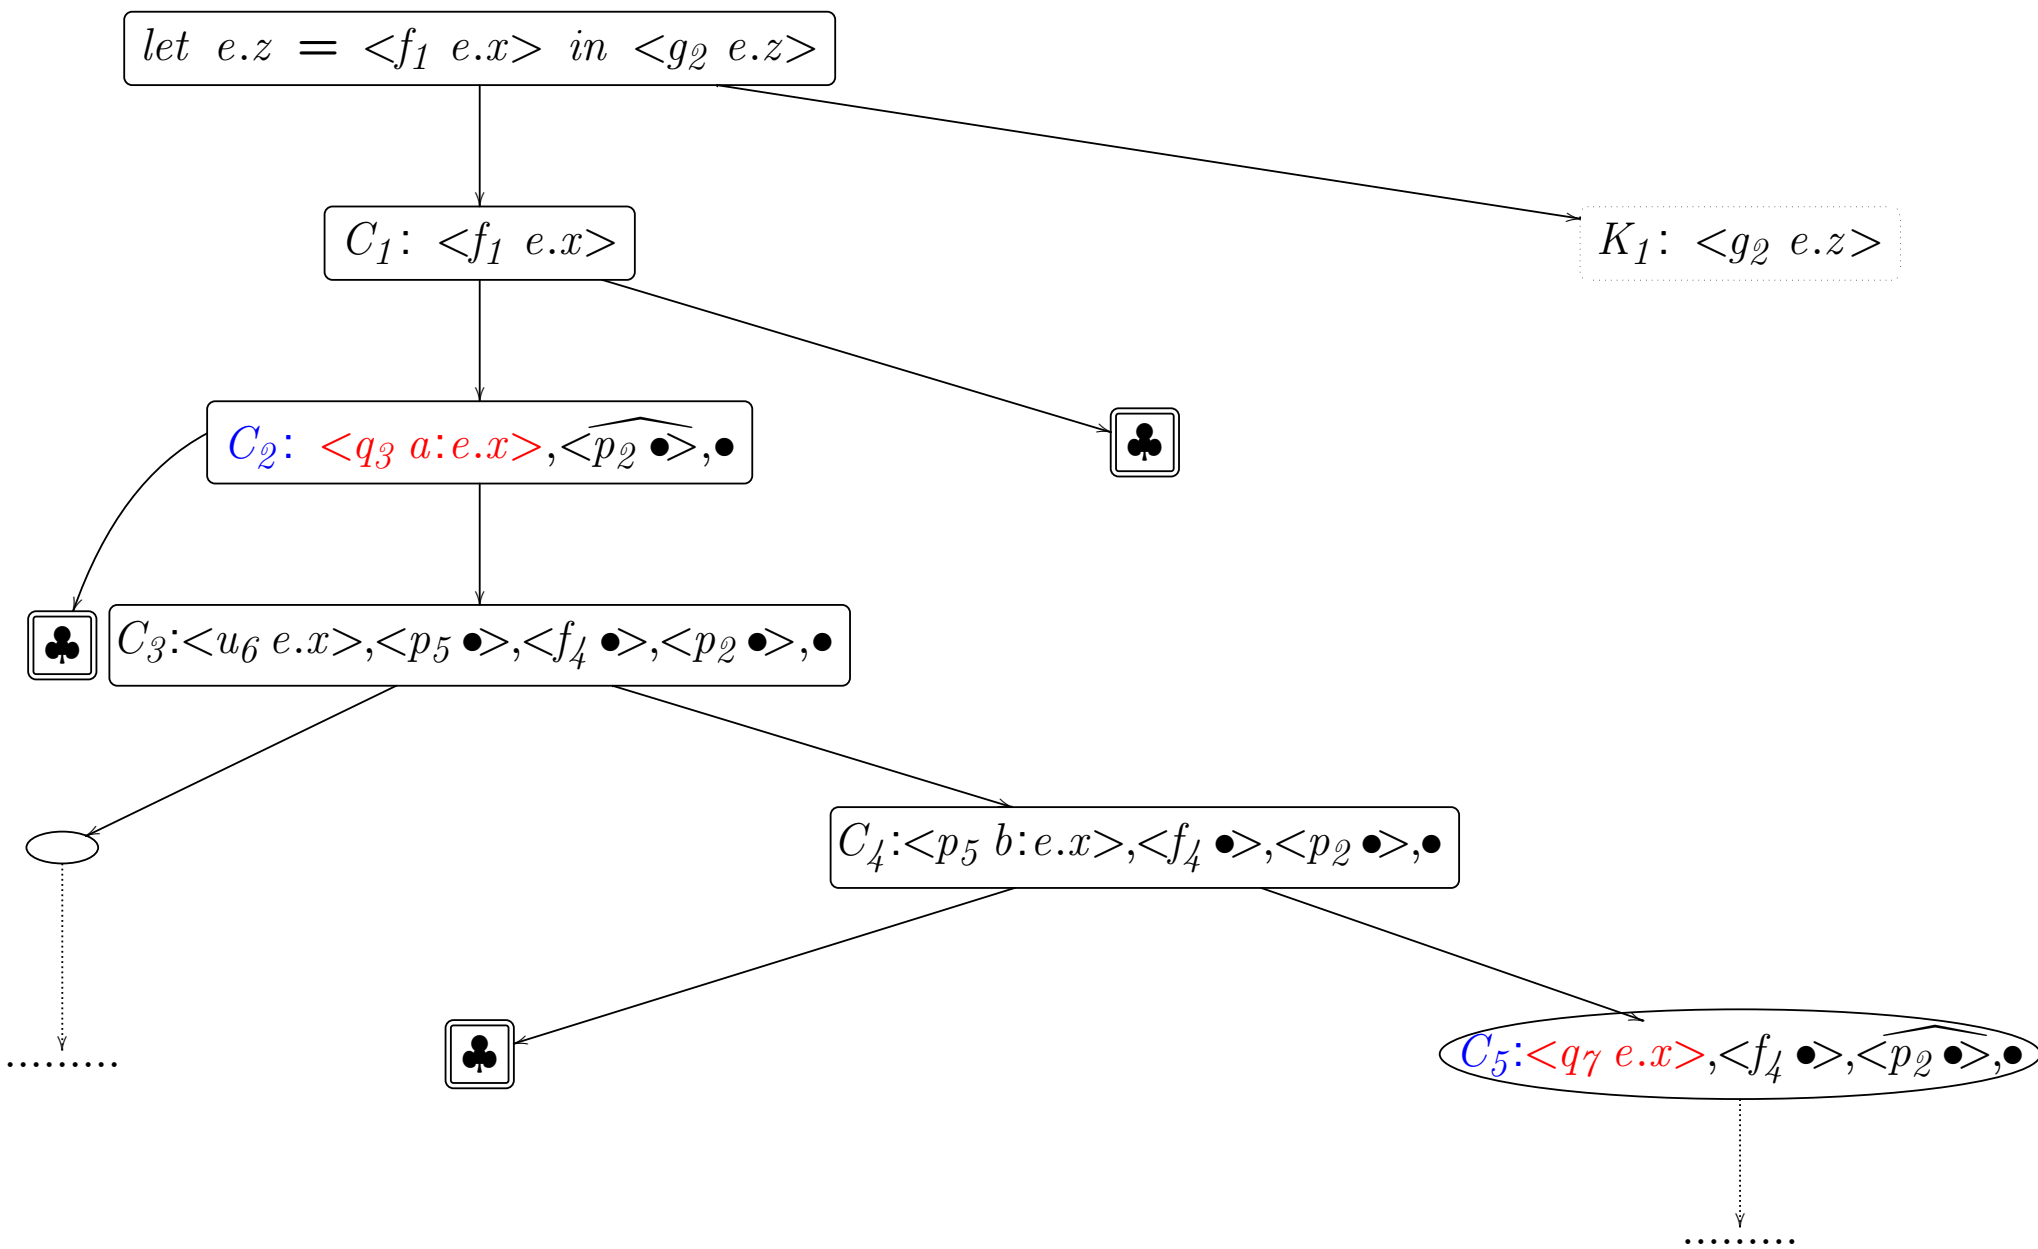 let e.z = <f₁ e.x> in <g₂ e.z>
C₁: <f₁ e.x>
K₁: <g₂ e.z>
C₂: <q₃ a:e.x>,<p₂ ●>,●
♣
♣
C₃:<u₆ e.x>,<p₅ ●>,<f₄ ●>,<p₂ ●>,●
C₄:<p₅ b:e.x>,<f₄ ●>,<p₂ ●>,●
♣
C₅:<q₇ e.x>,<f₄ ●>,<p₂ ●>,●
.........
.........